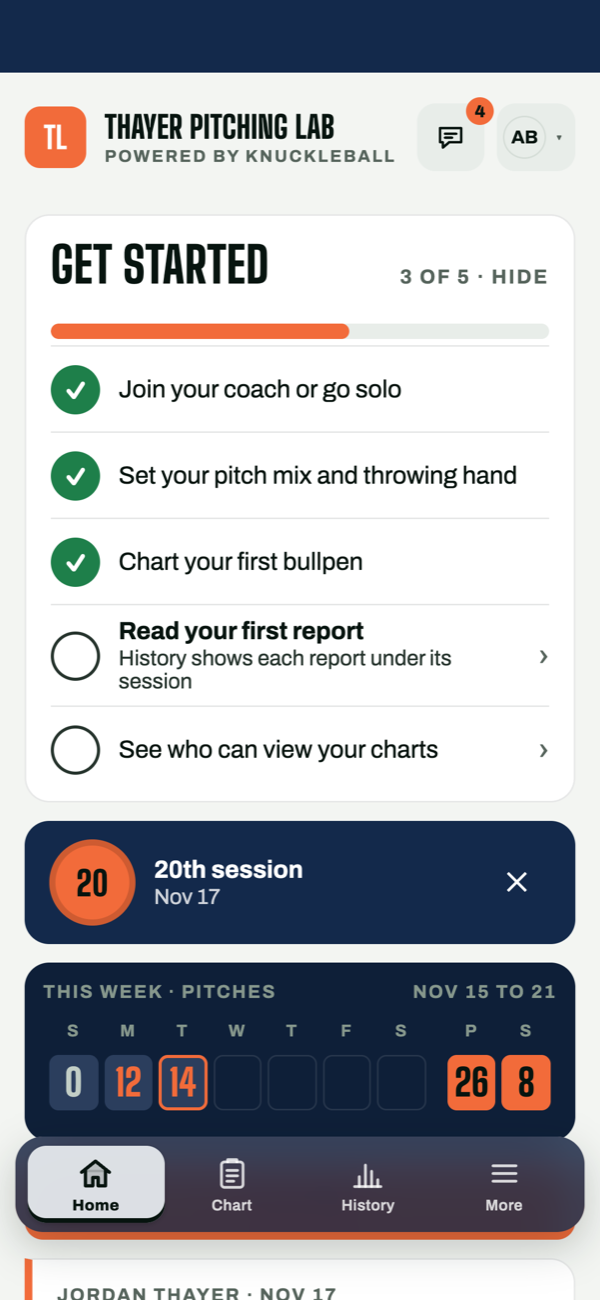 TL
THAYER PITCHING LAB
POWERED BY KNUCKLEBALL
4
AB
GET STARTED
3 OF 5 · HIDE
Join your coach or go solo
Set your pitch mix and throwing hand
Chart your first bullpen
Read your first report
History shows each report under its
session
See who can view your charts
20
20th session
Nov 17
THIS WEEK · PITCHES
NOV 15 TO 21
S M T W T F S P S
0 12 14 26 8
Home
Chart
History
More
JORDAN THAYER · NOV 17